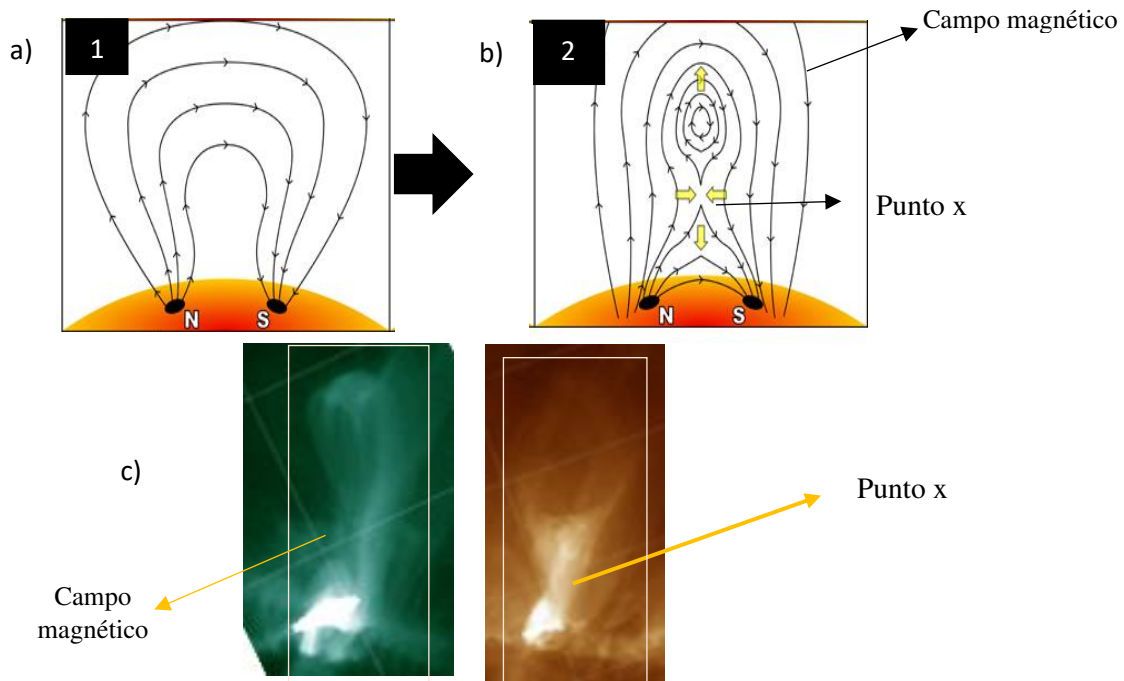 a)
1
N
S
b)
2
Campo magnético
Punto x
N
S
c)
Campo
magnético
Punto x